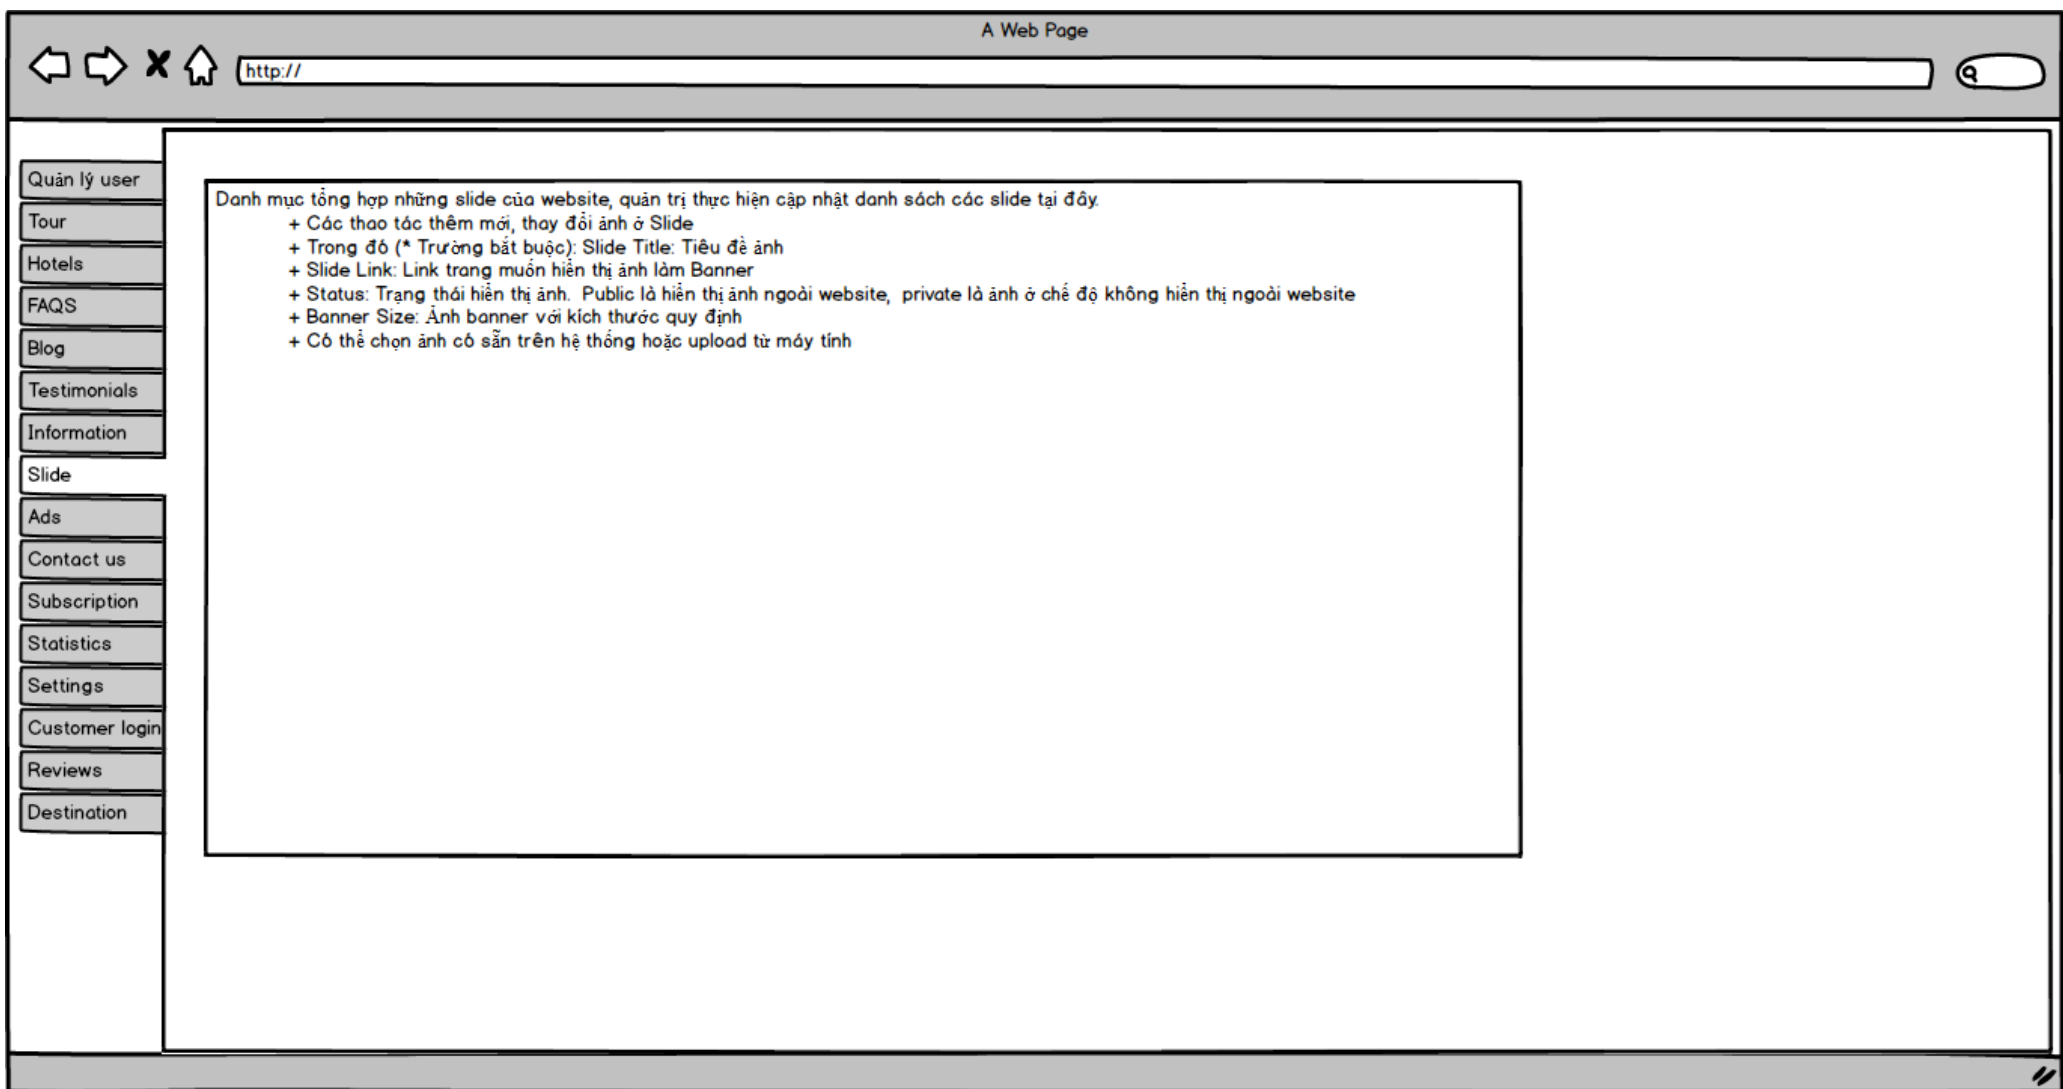 A Web Page
http://
Quản lý user
Tour
Hotels
FAQS
Blog
Testimonials
Information
Slide
Ads
Contact us
Subscription
Statistics
Settings
Customer login
Reviews
Destination
Danh mục tổng hợp những slide của website, quản trị thực hiện cập nhật danh sách các slide tại đây.
+ Các thao tác thêm mới, thay đổi ảnh ở Slide
+ Trong đó (* Trường bắt buộc): Slide Title: Tiêu đề ảnh
+ Slide Link: Link trang muốn hiển thị ảnh làm Banner
+ Status: Trạng thái hiển thị ảnh. Public là hiển thị ảnh ngoài website, private là ảnh ở chế độ không hiển thị ngoài website
+ Banner Size: Ảnh banner với kích thước quy định
+ Có thể chọn ảnh có sẵn trên hệ thống hoặc upload từ máy tính